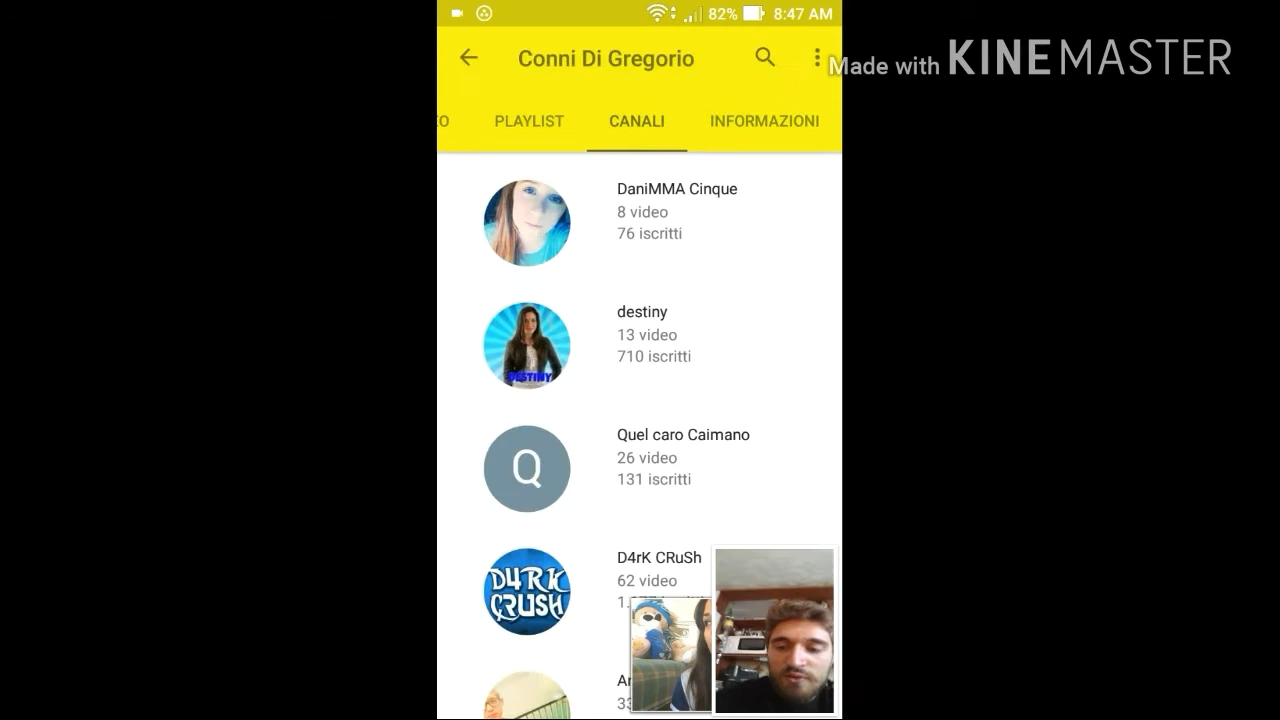 82% 8:47 AM
Conni Di Gregorio
Made with KINEMASTER
PLAYLIST CANALI INFORMAZIONI
DaniMMA Cinque
8 video
76 iscritti
destiny
13 video
710 iscritti
DESTINY
Quel caro Caimano
26 video
131 iscritti
Q
D4rK CRuSh
62 video
D4RK
CRUSH